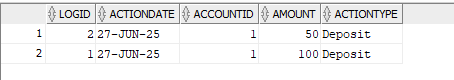 LOGID ACTIONDATE ACCOUNTID AMOUNT ACTIONTYPE
1 2 27-JUN-25 1 50 Deposit
2 1 27-JUN-25 1 100 Deposit